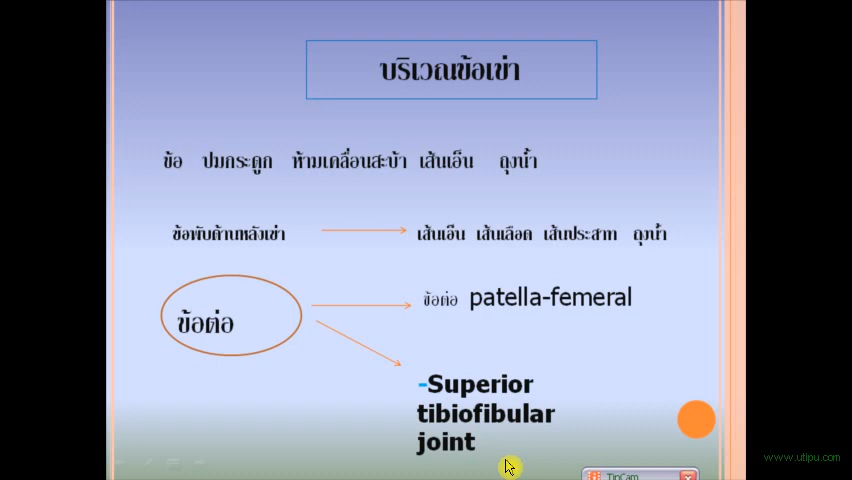 บริเวณข้อเข่า
ข้อ ปมกระดูก ห้ามเคลื่อนสะบ้า เส้นเอ็น ถุงน้ำ
ข้อพับด้านหลังเข่า เส้นเอ็น เส้นเลือด เส้นประสาท ถุงน้ำ
ข้อต่อ patella-femeral
ข้อต่อ
-Superior
tibiofibular
joint
www.utipu.com
TipCam